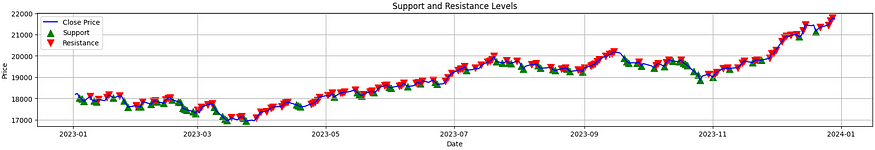 Support and Resistance Levels
22000
21000
20000
19000
18000
17000
Price
Close Price
Support
Resistance
2023-01
2023-03
2023-05
2023-07
2023-09
2023-11
2024-01
Date